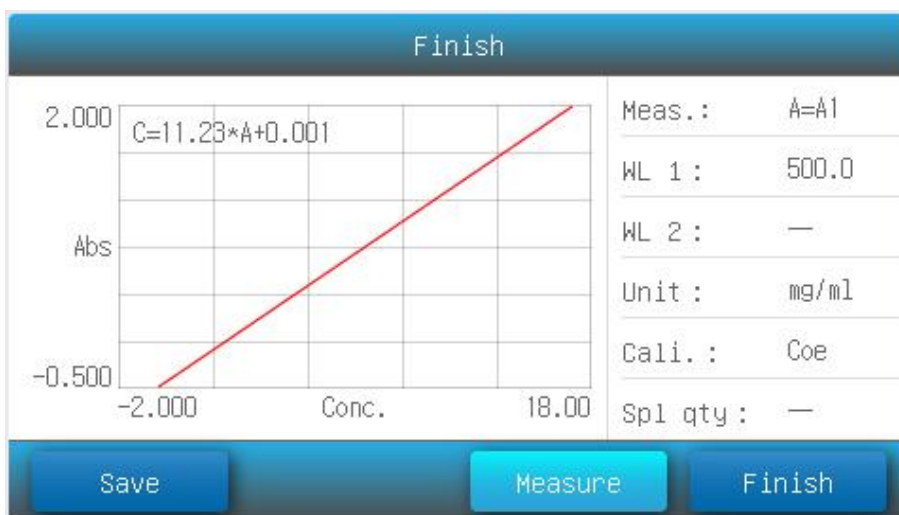 Finish
2.000
C=11.23*A+0.001
Abs
-0.500
-2.000
Conc.
18.00
Meas.: A=A1
WL 1: 500.0
WL 2: —
Unit: mg/ml
Cali.: Coe
Spl qty: —
Save
Measure
Finish